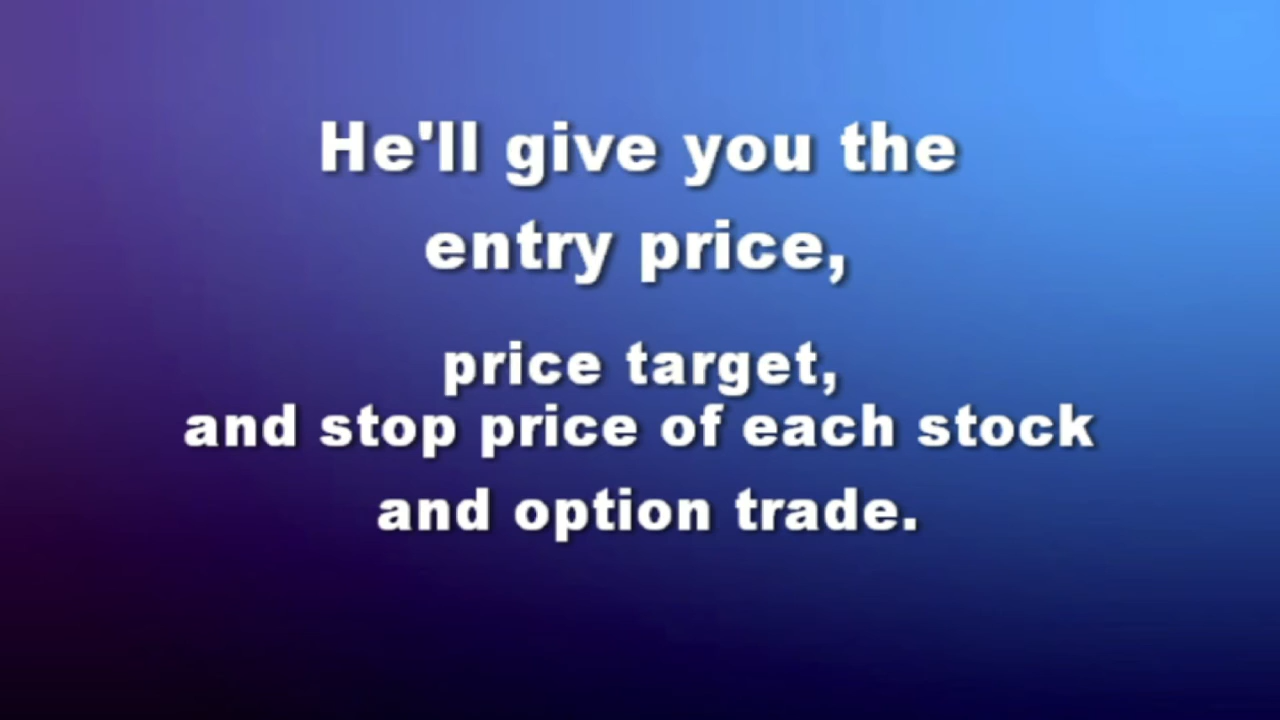 He'll give you the
entry price,
price target,
and stop price of each stock
and option trade.